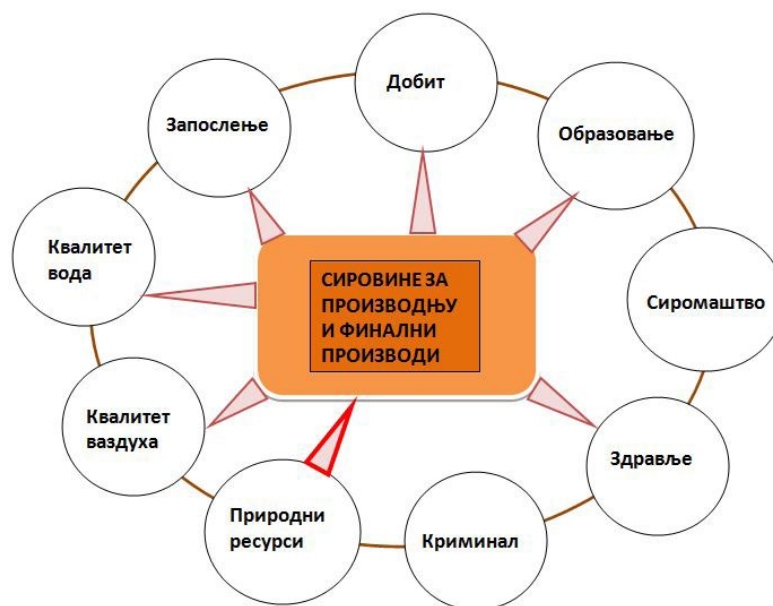 Добит
Запослење
Образовање
Квалитет
вода
СИРОВИНЕ ЗА
ПРОИЗВОДЊУ
И ФИНАЛНИ
ПРОИЗВОДИ
Сиромаштво
Квалитет
ваздуха
Здравље
Природни
ресурси
Криминал